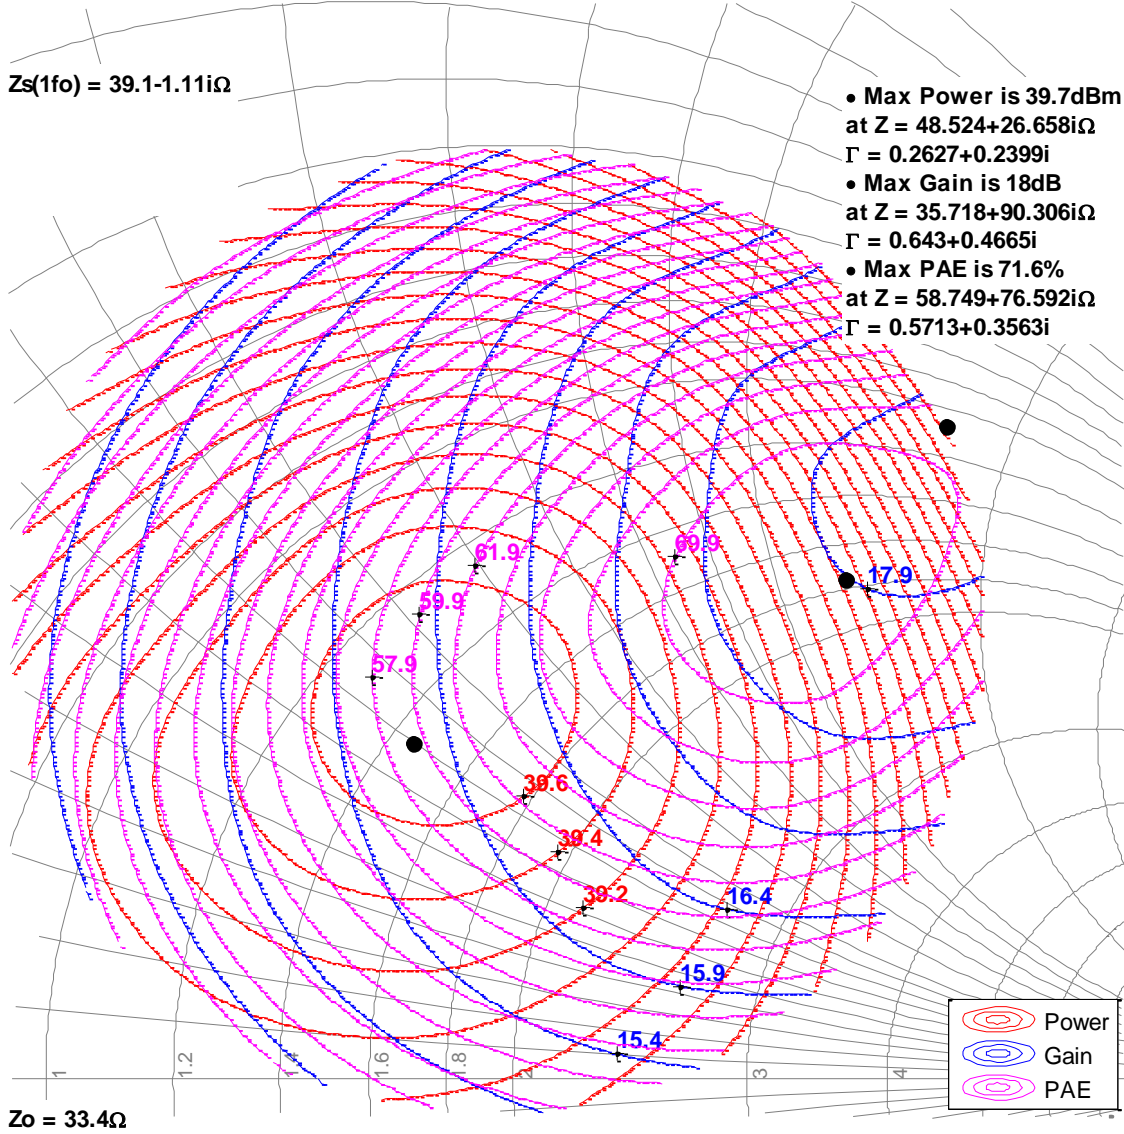 Zs(1fo) = 39.1-1.11iΩ
• Max Power is 39.7dBm
at Z = 48.524+26.658iΩ
Γ = 0.2627+0.2399i
• Max Gain is 18dB
at Z = 35.718+90.306iΩ
Γ = 0.643+0.4665i
• Max PAE is 71.6%
at Z = 58.749+76.592iΩ
Γ = 0.5713+0.3563i
61.9
69.9
17.9
59.9
57.9
39.6
39.4
39.2
16.4
15.9
15.4
1
1.2
1.4
1.6
1.8
2
3
4
Power
Gain
PAE
Zo = 33.4Ω